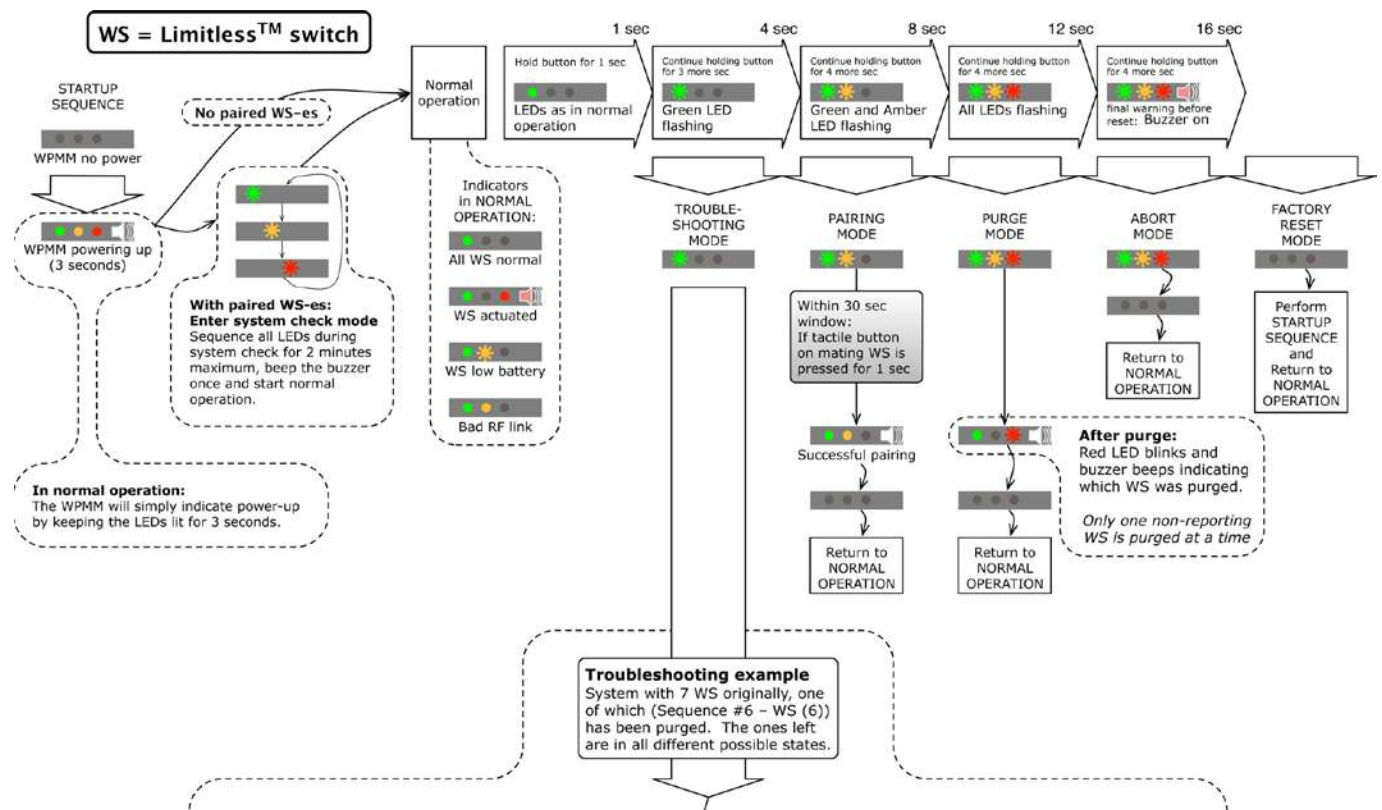 WS = Limitless™ switch
STARTUP
SEQUENCE
WPMM no power
WPMM powering up
(3 seconds)
No paired WS-es
With paired WS-es:
Enter system check mode
Sequence all LEDs during
system check for 2 minutes
maximum, beep the buzzer
once and start normal
operation.
In normal operation:
The WPMM will simply indicate power-up
by keeping the LEDs lit for 3 seconds.
Normal
operation
Indicators
in NORMAL
OPERATION:
All WS normal
WS actuated
WS low battery
Bad RF link
1 sec
4 sec
8 sec
12 sec
16 sec
Hold button for 1 sec
LEDs as in normal
operation
Continue holding button
for 3 more sec
Green LED
flashing
Continue holding button
for 4 more sec
Green and Amber
LED flashing
Continue holding button
for 4 more sec
All LEDs flashing
Continue holding button
for 4 more sec
final warning before
reset: Buzzer on
TROUBLE-
SHOOTING
MODE
PAIRING
MODE
Within 30 sec
window:
If tactile button
on mating WS is
pressed for 1 sec
Successful pairing
Return to
NORMAL
OPERATION
PURGE
MODE
Return to
NORMAL
OPERATION
After purge:
Red LED blinks and
buzzer beeps indicating
which WS was purged.
Only one non-reporting
WS is purged at a time
ABORT
MODE
Return to
NORMAL
OPERATION
FACTORY
RESET
MODE
Perform
STARTUP
SEQUENCE
and
Return to
NORMAL
OPERATION
Troubleshooting example
System with 7 WS originally, one
of which (Sequence #6 – WS (6))
has been purged. The ones left
are in all different possible states.